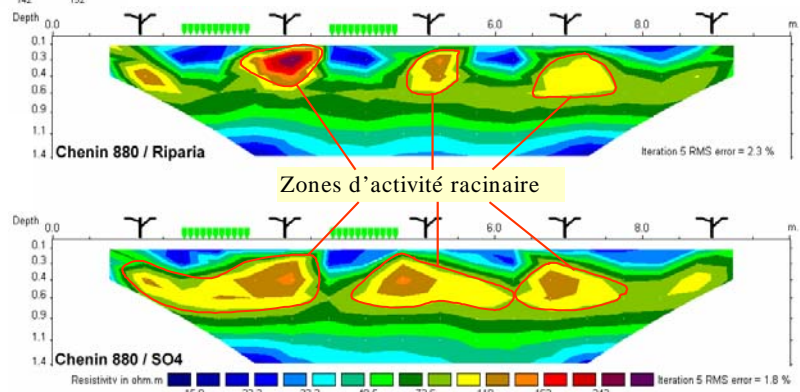 142 192
Depth 0.0 6.0 8.0 m.
0.1
0.3
0.4
0.6
0.9
1.1
1.4
Chenin 880 / Riparia
Iteration 5 RMS error = 2.3 %
Zones d'activité racinaire
Depth 0.0 6.0 8.0 m.
0.1
0.3
0.4
0.6
0.9
1.1
1.4
Chenin 880 / SO4
Resistivity in ohm.m
Iteration 5 RMS error = 1.8 %